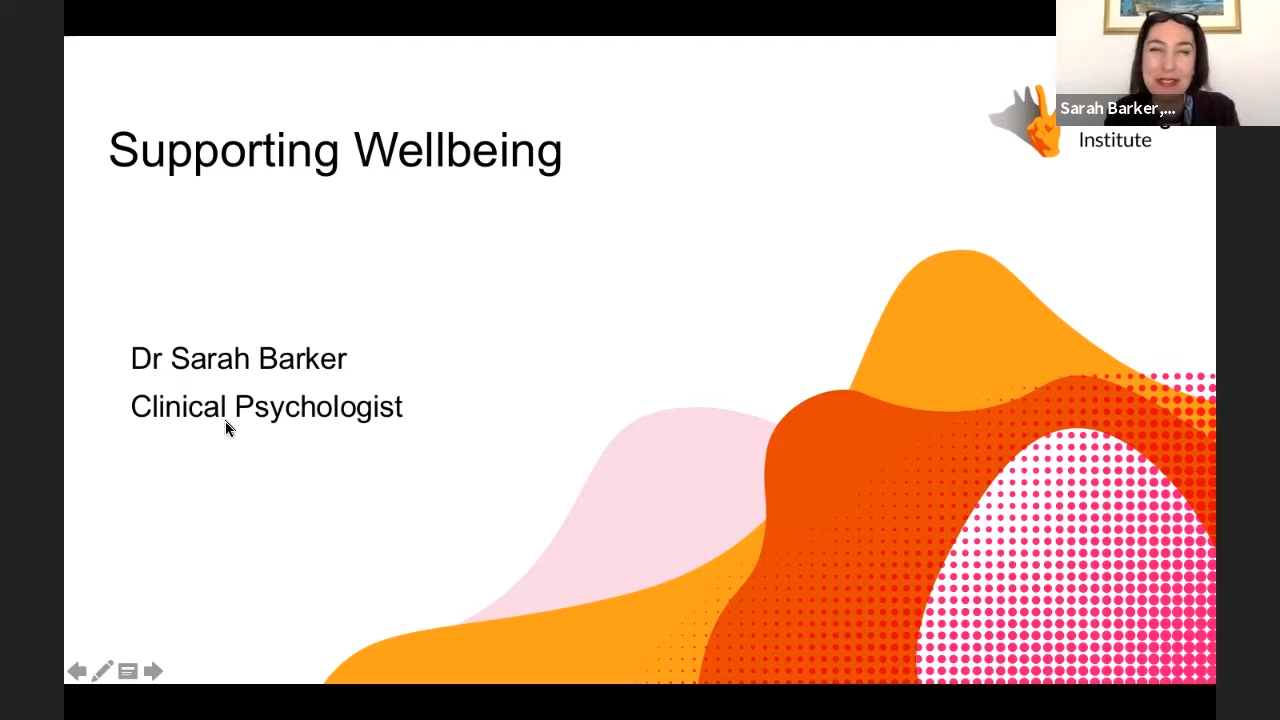 Supporting Wellbeing
Sarah Barker,...
Institute
Dr Sarah Barker
Clinical Psychologist